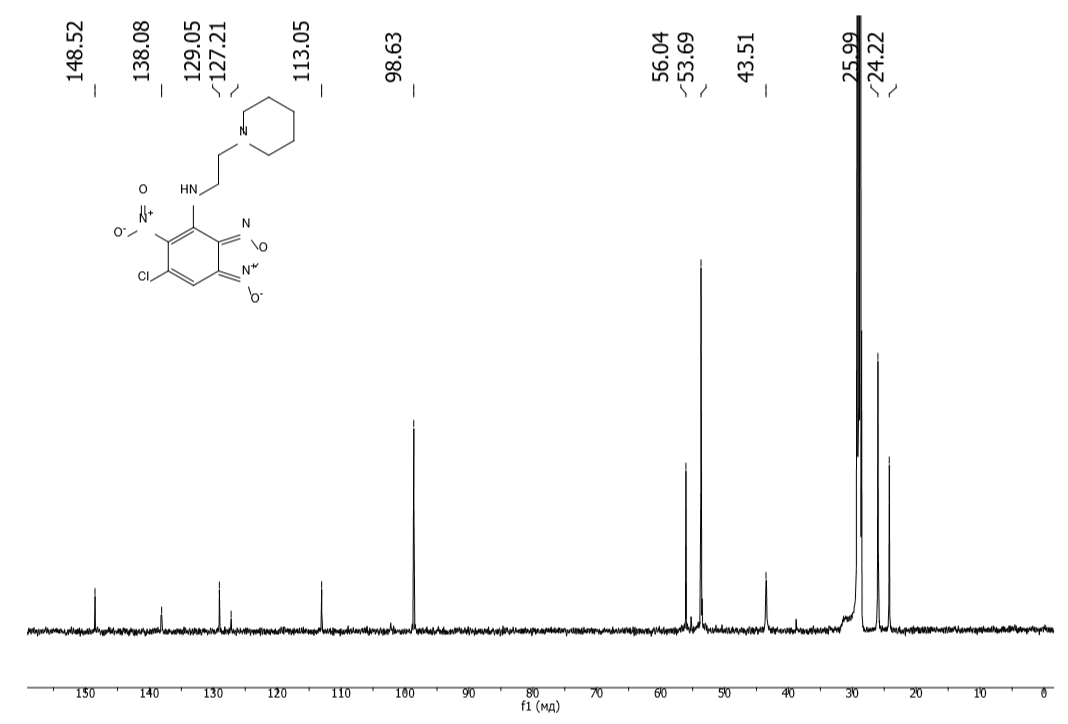 148.52
138.08
129.05
127.21
113.05
98.63
56.04
53.69
43.51
25.99
24.22
N
HN
O
N+
O-
N
O
Cl
N+
O-
150 140 130 120 110 100 90 80 70 60 50 40 30 20 10 0
f1 (мд)